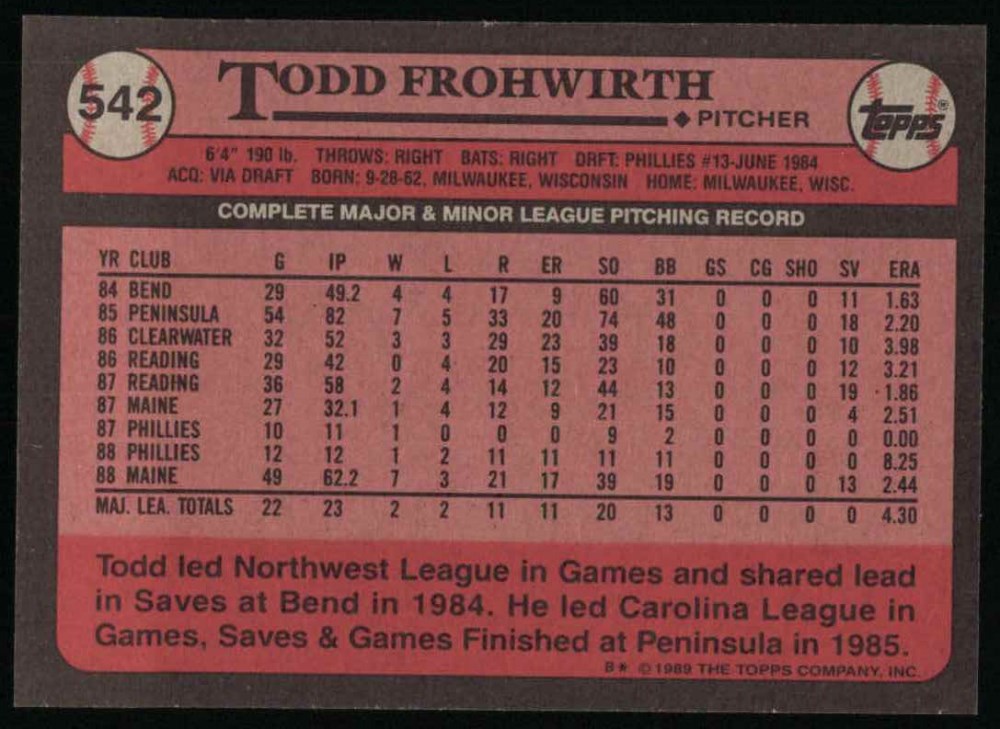 542
TODD FROHWIRTH
◆ PITCHER
Topps®
6'4" 190 lb. THROWS: RIGHT BATS: RIGHT DRFT: PHILLIES #13-JUNE 1984
ACQ: VIA DRAFT BORN: 9-28-62, MILWAUKEE, WISCONSIN HOME: MILWAUKEE, WISC.
COMPLETE MAJOR & MINOR LEAGUE PITCHING RECORD
YR CLUB G IP W L R ER SO BB GS CG SHO SV ERA
84 BEND 29 49.2 4 4 17 9 60 31 0 0 0 11 1.63
85 PENINSULA 54 82 7 5 33 20 74 48 0 0 0 18 2.20
86 CLEARWATER 32 52 3 3 29 23 39 18 0 0 0 10 3.98
86 READING 29 42 0 4 20 15 23 10 0 0 0 12 3.21
87 READING 36 58 2 4 14 12 44 13 0 0 0 19 1.86
87 MAINE 27 32.1 1 4 12 9 21 15 0 0 0 4 2.51
87 PHILLIES 10 11 1 0 0 0 9 2 0 0 0 0 0.00
88 PHILLIES 12 12 1 2 11 11 11 11 0 0 0 0 8.25
88 MAINE 49 62.2 7 3 21 17 39 19 0 0 0 13 2.44
MAJ. LEA. TOTALS 22 23 2 2 11 11 20 13 0 0 0 0 4.30
Todd led Northwest League in Games and shared lead
in Saves at Bend in 1984. He led Carolina League in
Games, Saves & Games Finished at Peninsula in 1985.
B* © 1989 THE TOPPS COMPANY, INC.